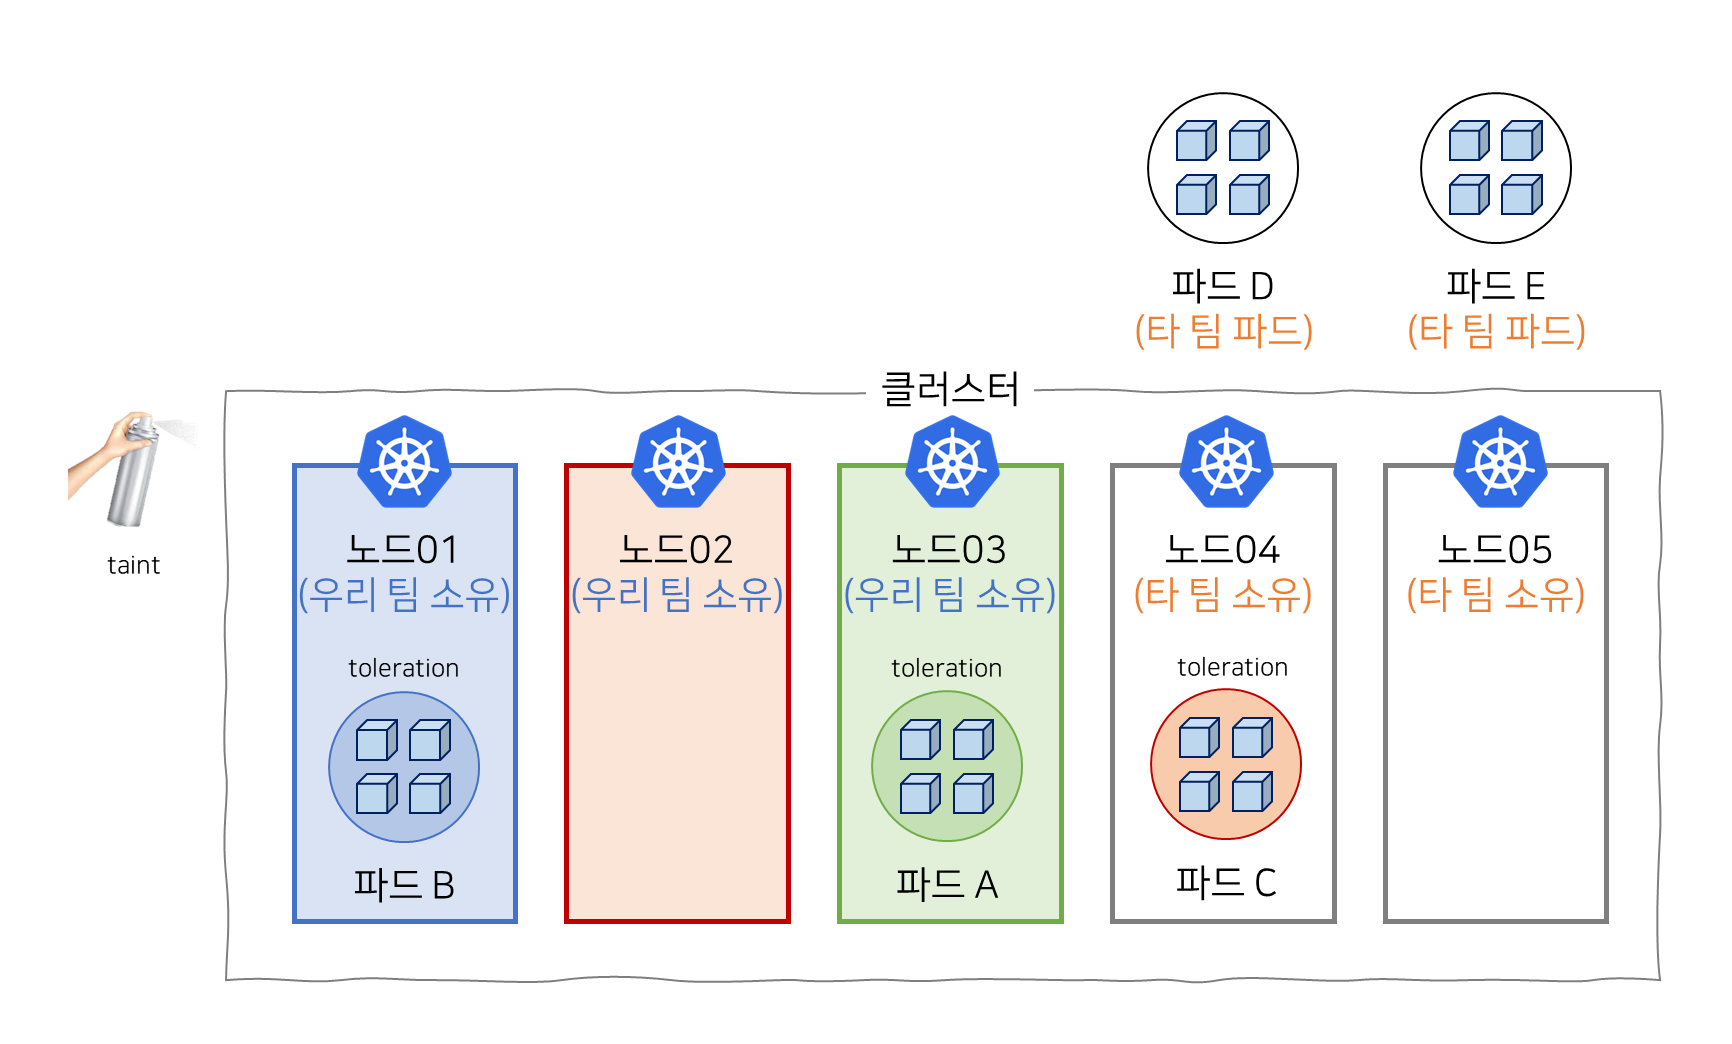 파드 D
(타 팀 파드)
파드 E
(타 팀 파드)
클러스터
taint
노드01
(우리 팀 소유)
toleration
파드 B
노드02
(우리 팀 소유)
노드03
(우리 팀 소유)
toleration
파드 A
노드04
(타 팀 소유)
toleration
파드 C
노드05
(타 팀 소유)